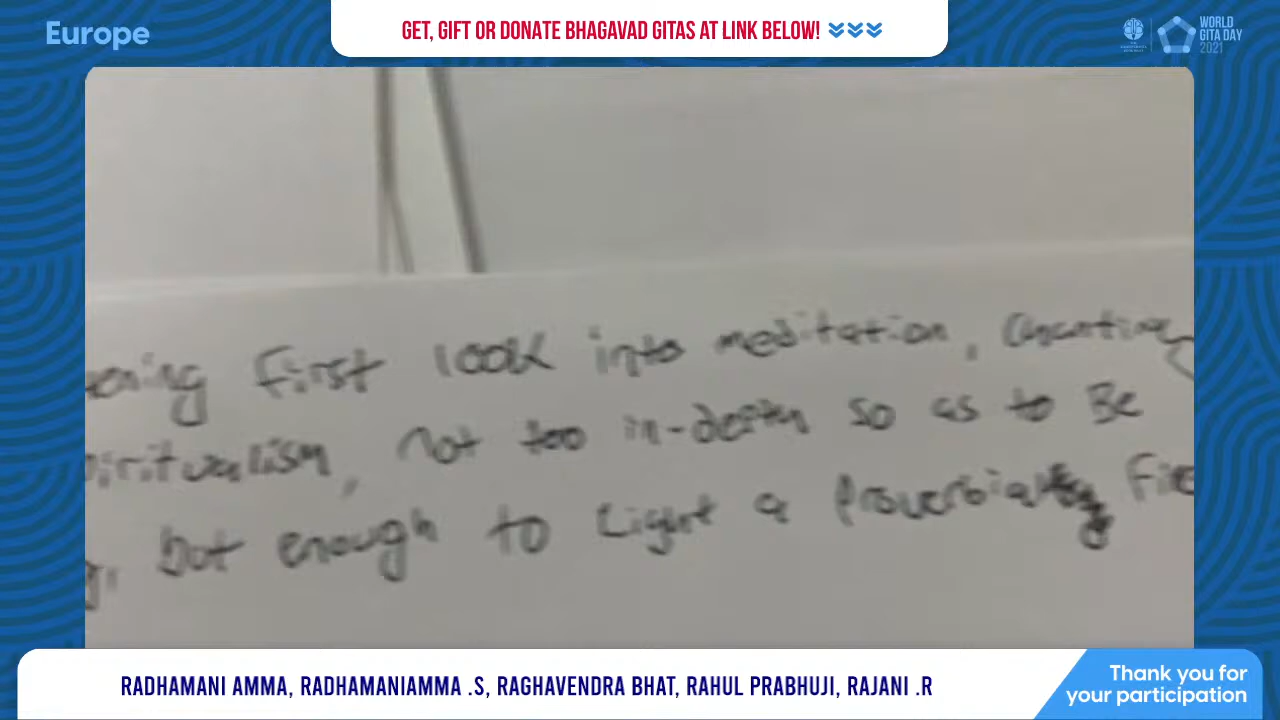 Europe
GET, GIFT OR DONATE BHAGAVAD GITAS AT LINK BELOW!
WORLD
GITA DAY
2021
first look into meditation, chanting
not too in-depth so as to Be
but enough to Light a
RADHAMANI AMMA, RADHAMANIAMMA .S, RAGHAVENDRA BHAT, RAHUL PRABHUJI, RAJANI .R
Thank you for
your participation